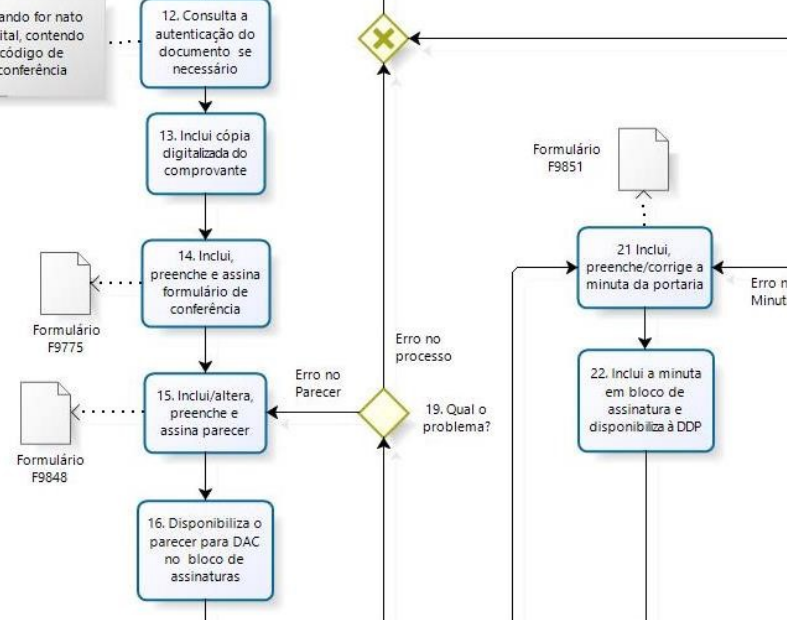 ando for nato
ital, contendo
código de
conferência
12. Consulta a
autenticação do
documento se
necessário
13. Inclui cópia
digitalizada do
comprovante
14. Inclui,
preenche e assina
formulário de
conferência
Formulário
F9775
15. Inclui/altera,
preenche e
assina parecer
Formulário
F9848
16. Disponibiliza o
parecer para DAC
no bloco de
assinaturas
Erro no
processo
Erro no
Parecer
19. Qual o
problema?
Formulário
F9851
21 Inclui,
preenche/corrige a
minuta da portaria
Erro n
Minut
22. Inclui a minuta
em bloco de
assinatura e
disponibiliza à DDP